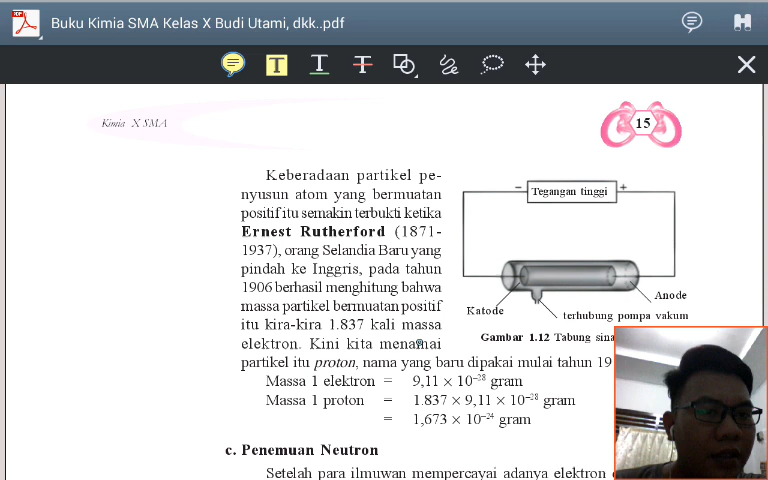 Buku Kimia SMA Kelas X Budi Utami, dkk..pdf
Kimia X SMA
15
Keberadaan partikel pe-
nyusun atom yang bermuatan
positif itu semakin terbukti ketika
Ernest Rutherford (1871-
1937), orang Selandia Baru yang
pindah ke Inggris, pada tahun
1906 berhasil menghitung bahwa
massa partikel bermuatan positif
itu kira-kira 1.837 kali massa
elektron. Kini kita menamai
partikel itu proton, nama yang baru dipakai mulai tahun 19
− Tegangan tinggi +
Katode
Anode
terhubung pompa vakum
Gambar 1.12 Tabung sina
Massa 1 elektron = 9,11 × 10⁻²⁸ gram
Massa 1 proton = 1.837 × 9,11 × 10⁻²⁸ gram
= 1,673 × 10⁻²⁴ gram
c. Penemuan Neutron
Setelah para ilmuwan mempercayai adanya elektron